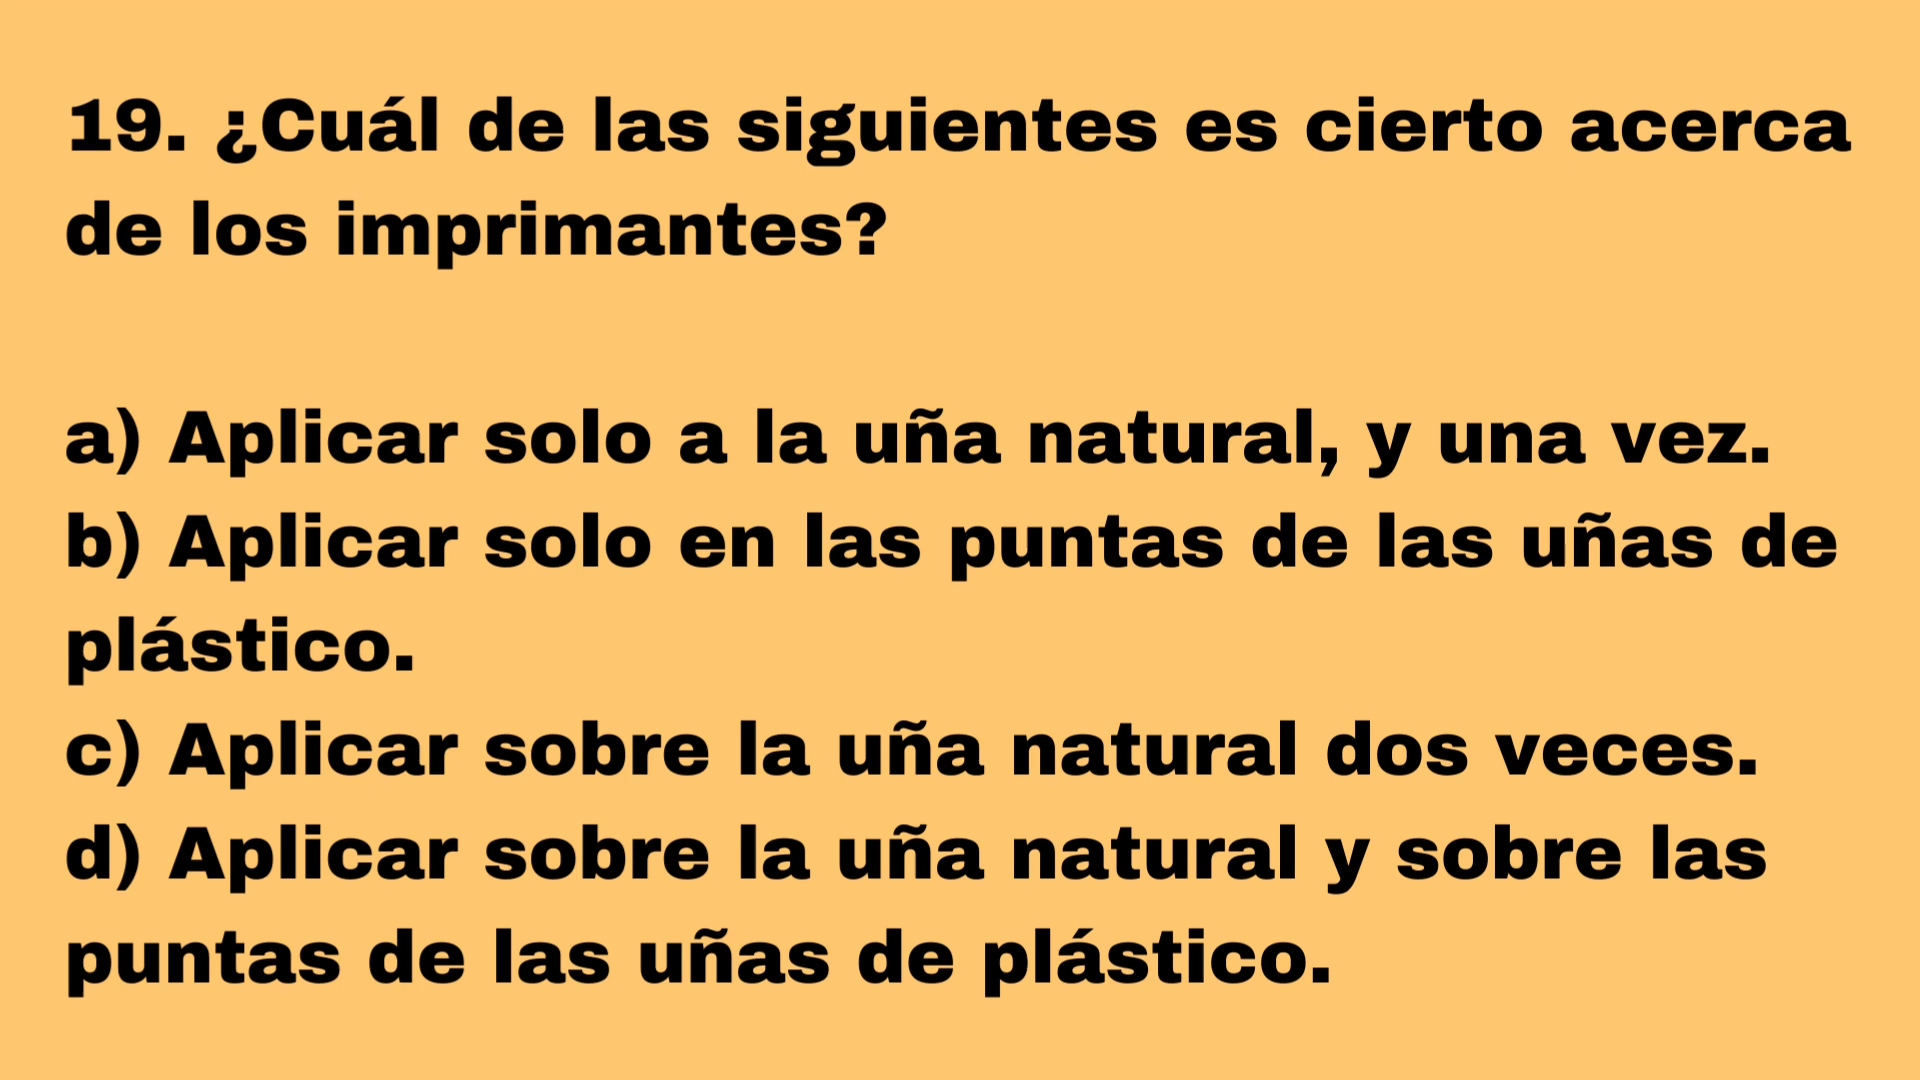 19. ¿Cuál de las siguientes es cierto acerca
de los imprimantes?
a) Aplicar solo a la uña natural, y una vez.
b) Aplicar solo en las puntas de las uñas de
plástico.
c) Aplicar sobre la uña natural dos veces.
d) Aplicar sobre la uña natural y sobre las
puntas de las uñas de plástico.